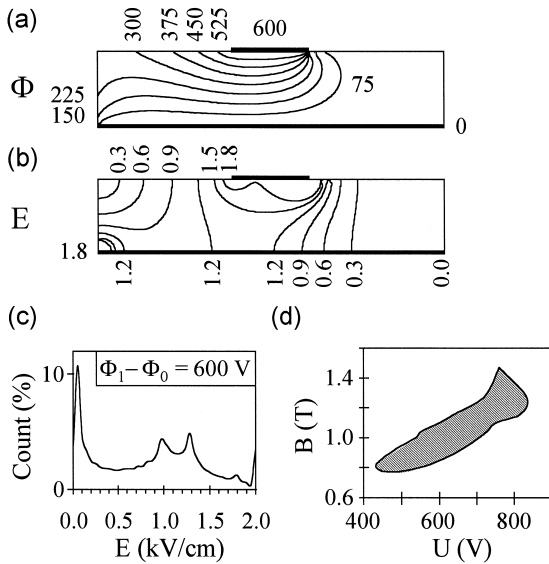 (a)
300
375
450
525
600
Φ
225
150
75
0
(b)
0.3
0.6
0.9
1.5
1.8
E
1.8
1.2
1.2
1.2
0.9
0.6
0.3
0.0
(c)
Φ1−Φ0 = 600 V
Count (%)
10
0
0.0 0.5 1.0 1.5 2.0
E (kV/cm)
(d)
B (T)
1.4
1.0
0.6
400 600 800
U (V)